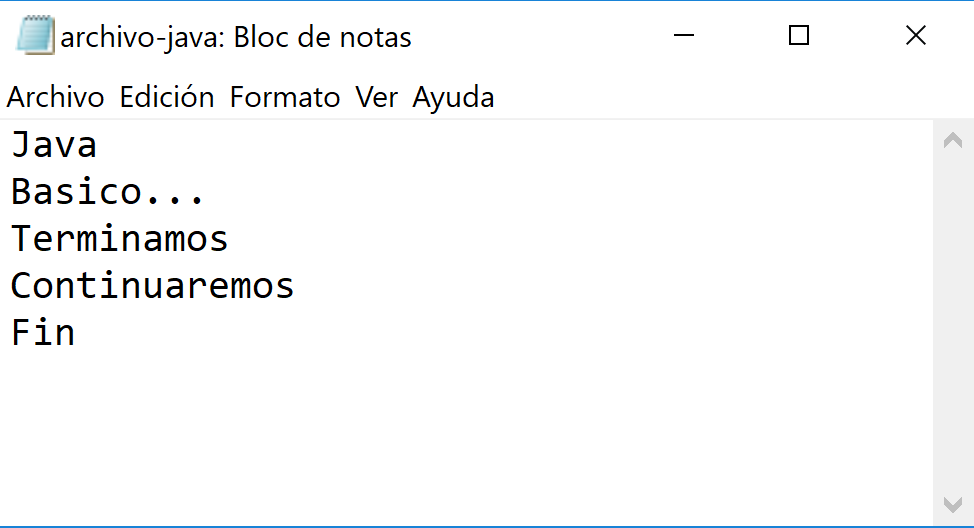 archivo-java: Bloc de notas
Archivo Edición Formato Ver Ayuda
Java
Basico...
Terminamos
Continuaremos
Fin